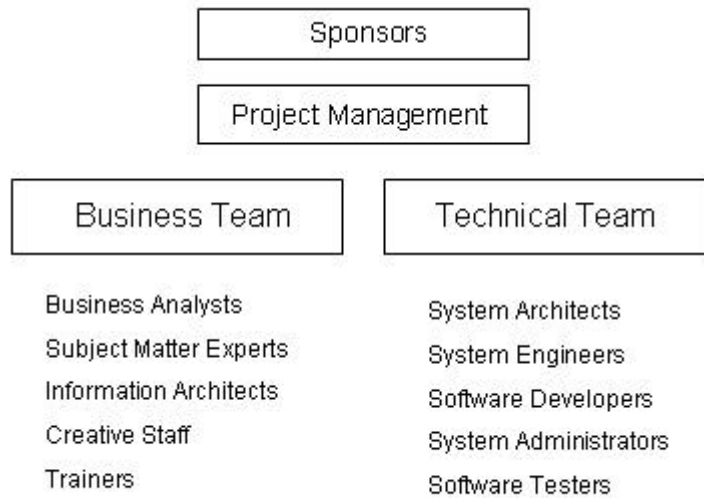 Sponsors
Project Management
Business Team
Business Analysts
Subject Matter Experts
Information Architects
Creative Staff
Trainers
Technical Team
System Architects
System Engineers
Software Developers
System Administrators
Software Testers